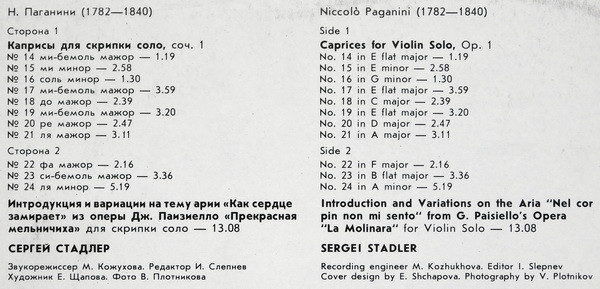 Н. Паганини (1782—1840)
Сторона 1
Каприсы для скрипки соло, соч. 1
№ 14 ми-бемоль мажор — 1.19
№ 15 ми минор — 2.58
№ 16 соль минор — 1.30
№ 17 ми-бемоль мажор — 3.59
№ 18 до мажор — 2.39
№ 19 ми-бемоль мажор — 3.20
№ 20 ре мажор — 2.47
№ 21 ля мажор — 3.11
Сторона 2
№ 22 фа мажор — 2.16
№ 23 си-бемоль мажор — 3.36
№ 24 ля минор — 5.19
Интродукция и вариации на тему арии «Как сердце
замирает» из оперы Дж. Паизиелло «Прекрасная
мельничиха» для скрипки соло — 13.08
СЕРГЕЙ СТАДЛЕР
Звукорежиссер М. Кожухова. Редактор И. Слепнев
Художник Е. Щапова. Фото В. Плотникова
Niccolò Paganini (1782—1840)
Side 1
Caprices for Violin Solo, Op. 1
No. 14 in E flat major — 1.19
No. 15 in E minor — 2.58
No. 16 in G minor — 1.30
No. 17 in E flat major — 3.59
No. 18 in C major — 2.39
No. 19 in E flat major — 3.20
No. 20 in D major — 2.47
No. 21 in A major — 3.11
Side 2
No. 22 in F major — 2.16
No. 23 in B flat major — 3.36
No. 24 in A minor — 5.19
Introduction and Variations on the Aria "Nel cor
pin non mi sento" from G. Paisiello's Opera
"La Molinara" for Violin Solo — 13.08
SERGEI STADLER
Recording engineer M. Kozhukhova. Editor I. Slepnev
Cover design by E. Shchapova. Photography by V. Plotnikov